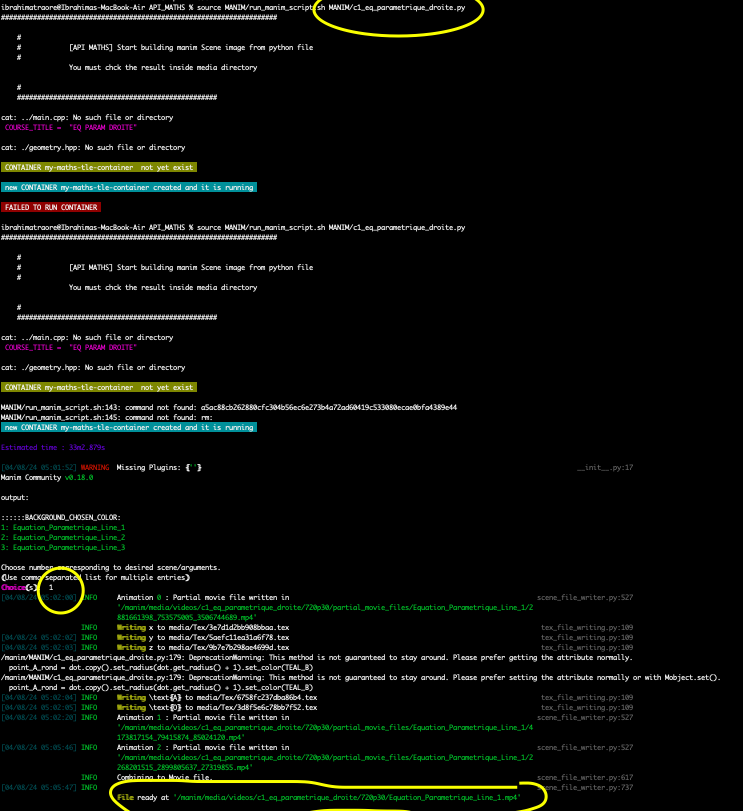 ibrahimatraore@Ibrahimas-MacBook-Air API_MATHS % source MANIM/run_manim_script.sh MANIM/c1_eq_parametrique_droite.py
#####################################################################
#
# [API MATHS] Start building manim Scene image from python file
#
You must chck the result inside media directory
#
##################################################
cat: ../main.cpp: No such file or directory
COURSE_TITLE = "EQ PARAM DROITE"
cat: ./geometry.hpp: No such file or directory
CONTAINER my-maths-tle-container not yet exist
new CONTAINER my-maths-tle-container created and it is running
FAILED TO RUN CONTAINER
ibrahimatraore@Ibrahimas-MacBook-Air API_MATHS % source MANIM/run_manim_script.sh MANIM/c1_eq_parametrique_droite.py
#####################################################################
#
# [API MATHS] Start building manim Scene image from python file
#
You must chck the result inside media directory
#
##################################################
cat: ../main.cpp: No such file or directory
COURSE_TITLE = "EQ PARAM DROITE"
cat: ./geometry.hpp: No such file or directory
CONTAINER my-maths-tle-container not yet exist
MANIM/run_manim_script.sh:143: command not found: a5ac88cb262880cfc304b56ec6e273b4a72ad60419c533080ecae0bfa4389e44
MANIM/run_manim_script.sh:145: command not found: rm:
new CONTAINER my-maths-tle-container created and it is running
Estimated time : 33m2.879s
[04/08/24 05:01:52] WARNING Missing Plugins: {''} __init__.py:17
Manim Community v0.18.0
output:
::::::BACKGROUND_CHOSEN_COLOR:
1: Equation_Parametrique_Line_1
2: Equation_Parametrique_Line_2
3: Equation_Parametrique_Line_3
Choose number corresponding to desired scene/arguments.
(Use comma separated list for multiple entries)
Choice(s): 1
[04/08/24 05:02:00] INFO Animation 0 : Partial movie file written in scene_file_writer.py:527
'/manim/media/videos/c1_eq_parametrique_droite/720p30/partial_movie_files/Equation_Parametrique_Line_1/2
881661398_753575005_3506744689.mp4'
INFO Writing x to media/Tex/3e7d1d2bb908bbaa.tex tex_file_writing.py:109
[04/08/24 05:02:02] INFO Writing y to media/Tex/5aefc11ea31a6f78.tex tex_file_writing.py:109
[04/08/24 05:02:03] INFO Writing z to media/Tex/9b7e7b298ae4699d.tex tex_file_writing.py:109
/manim/MANIM/c1_eq_parametrique_droite.py:179: DeprecationWarning: This method is not guaranteed to stay around. Please prefer getting the attribute normally.
point_A_rond = dot.copy().set_radius(dot.get_radius() + 1).set_color(TEAL_B)
/manim/MANIM/c1_eq_parametrique_droite.py:179: DeprecationWarning: This method is not guaranteed to stay around. Please prefer setting the attribute normally or with Mobject.set().
point_A_rond = dot.copy().set_radius(dot.get_radius() + 1).set_color(TEAL_B)
[04/08/24 05:02:04] INFO Writing \text{A} to media/Tex/6758fc237dba86b4.tex tex_file_writing.py:109
[04/08/24 05:02:05] INFO Writing \text{D} to media/Tex/3d8f5e6c78bb7f52.tex tex_file_writing.py:109
[04/08/24 05:02:20] INFO Animation 1 : Partial movie file written in scene_file_writer.py:527
'/manim/media/videos/c1_eq_parametrique_droite/720p30/partial_movie_files/Equation_Parametrique_Line_1/4
173817154_79415874_85024120.mp4'
[04/08/24 05:05:46] INFO Animation 2 : Partial movie file written in scene_file_writer.py:527
'/manim/media/videos/c1_eq_parametrique_droite/720p30/partial_movie_files/Equation_Parametrique_Line_1/2
268201515_2899805637_27319855.mp4'
INFO Combining to Movie file. scene_file_writer.py:617
[04/08/24 05:05:47] INFO scene_file_writer.py:737
File ready at '/manim/media/videos/c1_eq_parametrique_droite/720p30/Equation_Parametrique_Line_1.mp4'